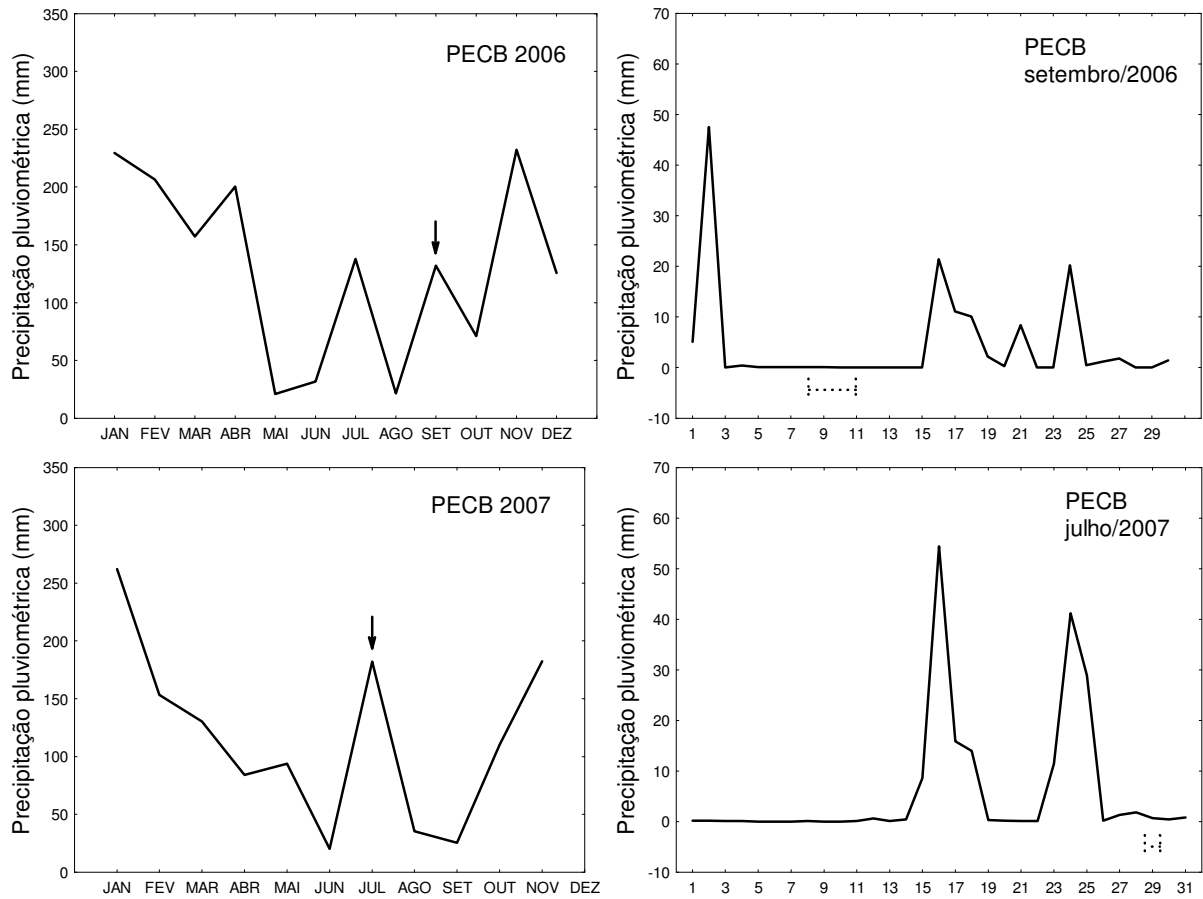 PECB 2006
Precipitação pluviométrica (mm)
350
300
250
200
150
100
50
0
JAN FEV MAR ABR MAI JUN JUL AGO SET OUT NOV DEZ
PECB
setembro/2006
Precipitação pluviométrica (mm)
70
60
50
40
30
20
10
0
-10
1 3 5 7 9 11 13 15 17 19 21 23 25 27 29
PECB 2007
Precipitação pluviométrica (mm)
350
300
250
200
150
100
50
0
JAN FEV MAR ABR MAI JUN JUL AGO SET OUT NOV DEZ
PECB
julho/2007
Precipitação pluviométrica (mm)
70
60
50
40
30
20
10
0
-10
1 3 5 7 9 11 13 15 17 19 21 23 25 27 29 31